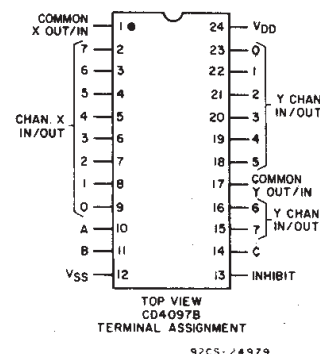 COMMON
X OUT/IN
1 24 VDD
7 2 23 0
6 3 22 1
5 4 21 2
4 5 20 3
3 6 19 4
2 7 18 5
1 8 17 COMMON
Y OUT/IN
0 9 16 6
A 10 15 7
B 11 14 C
VSS 12 13 INHIBIT
CHAN. X
IN/OUT
Y CHAN
IN/OUT
Y CHAN
IN/OUT
TOP VIEW
CD4097B
TERMINAL ASSIGNMENT
92CS-24979